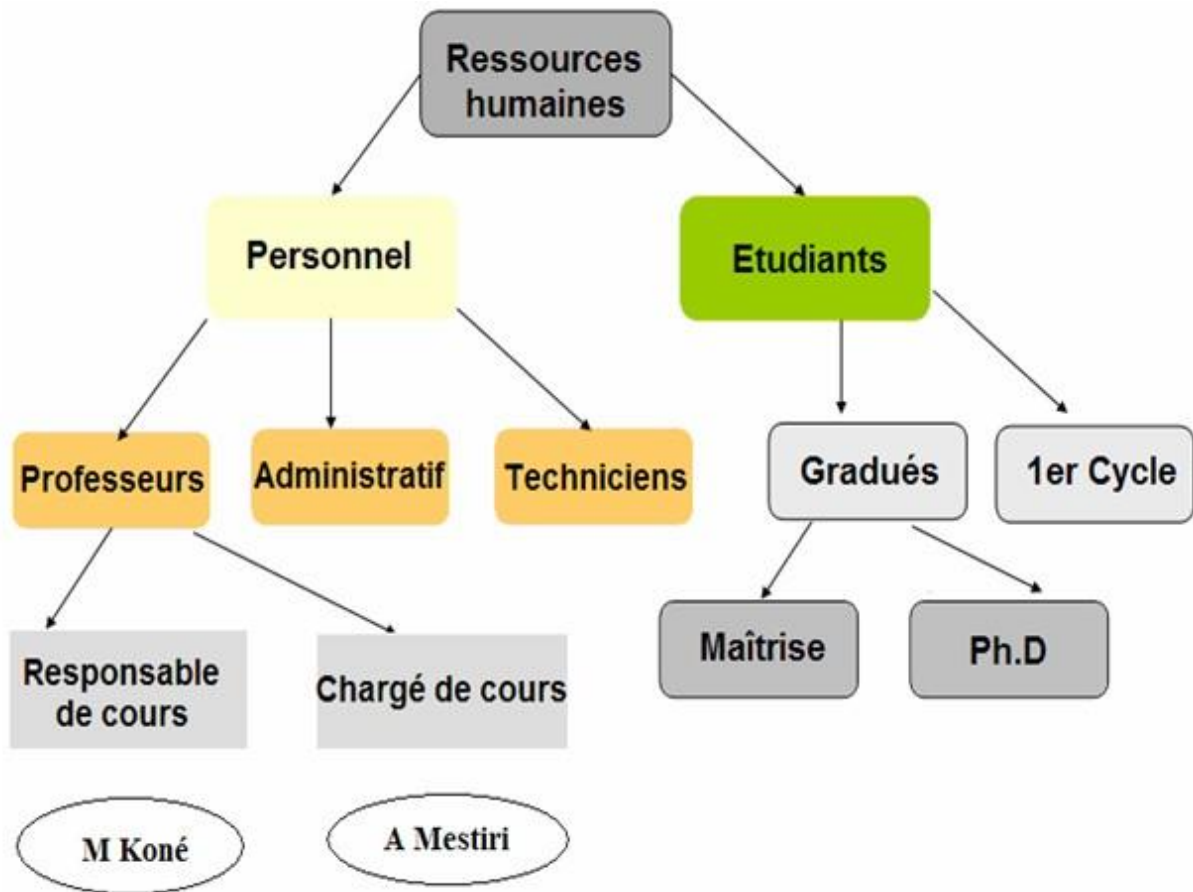 Ressources
humaines
Personnel
Etudiants
Professeurs
Administratif
Techniciens
Gradués
1er Cycle
Responsable
de cours
Chargé de cours
Maîtrise
Ph.D
M Koné
A Mestiri